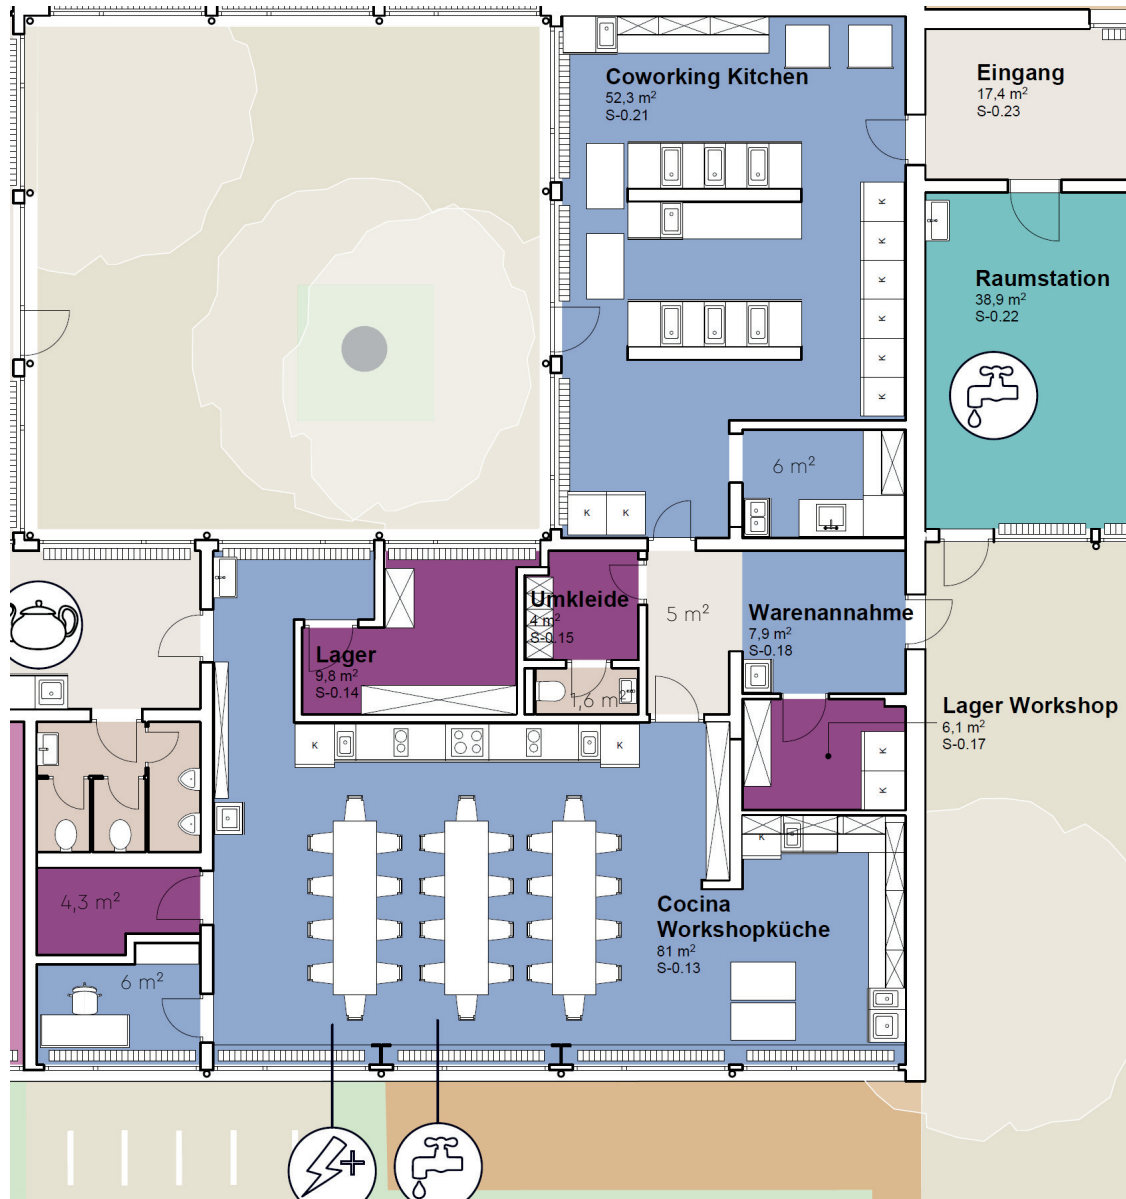 Coworking Kitchen
52,3 m²
S-0.21
Eingang
17,4 m²
S-0.23
K
K
K
K
K
K
Raumstation
38,9 m²
S-0.22
6 m²
K
K
Umkleide
4 m²
S-0.15
5 m²
Warenannahme
7,9 m²
S-0.18
Lager
9,8 m²
S-0.14
1,6 m²
Lager Workshop
6,1 m²
S-0.17
K
K
K
K
K
4,3 m²
Cocina
Workshopküche
81 m²
S-0.13
6 m²